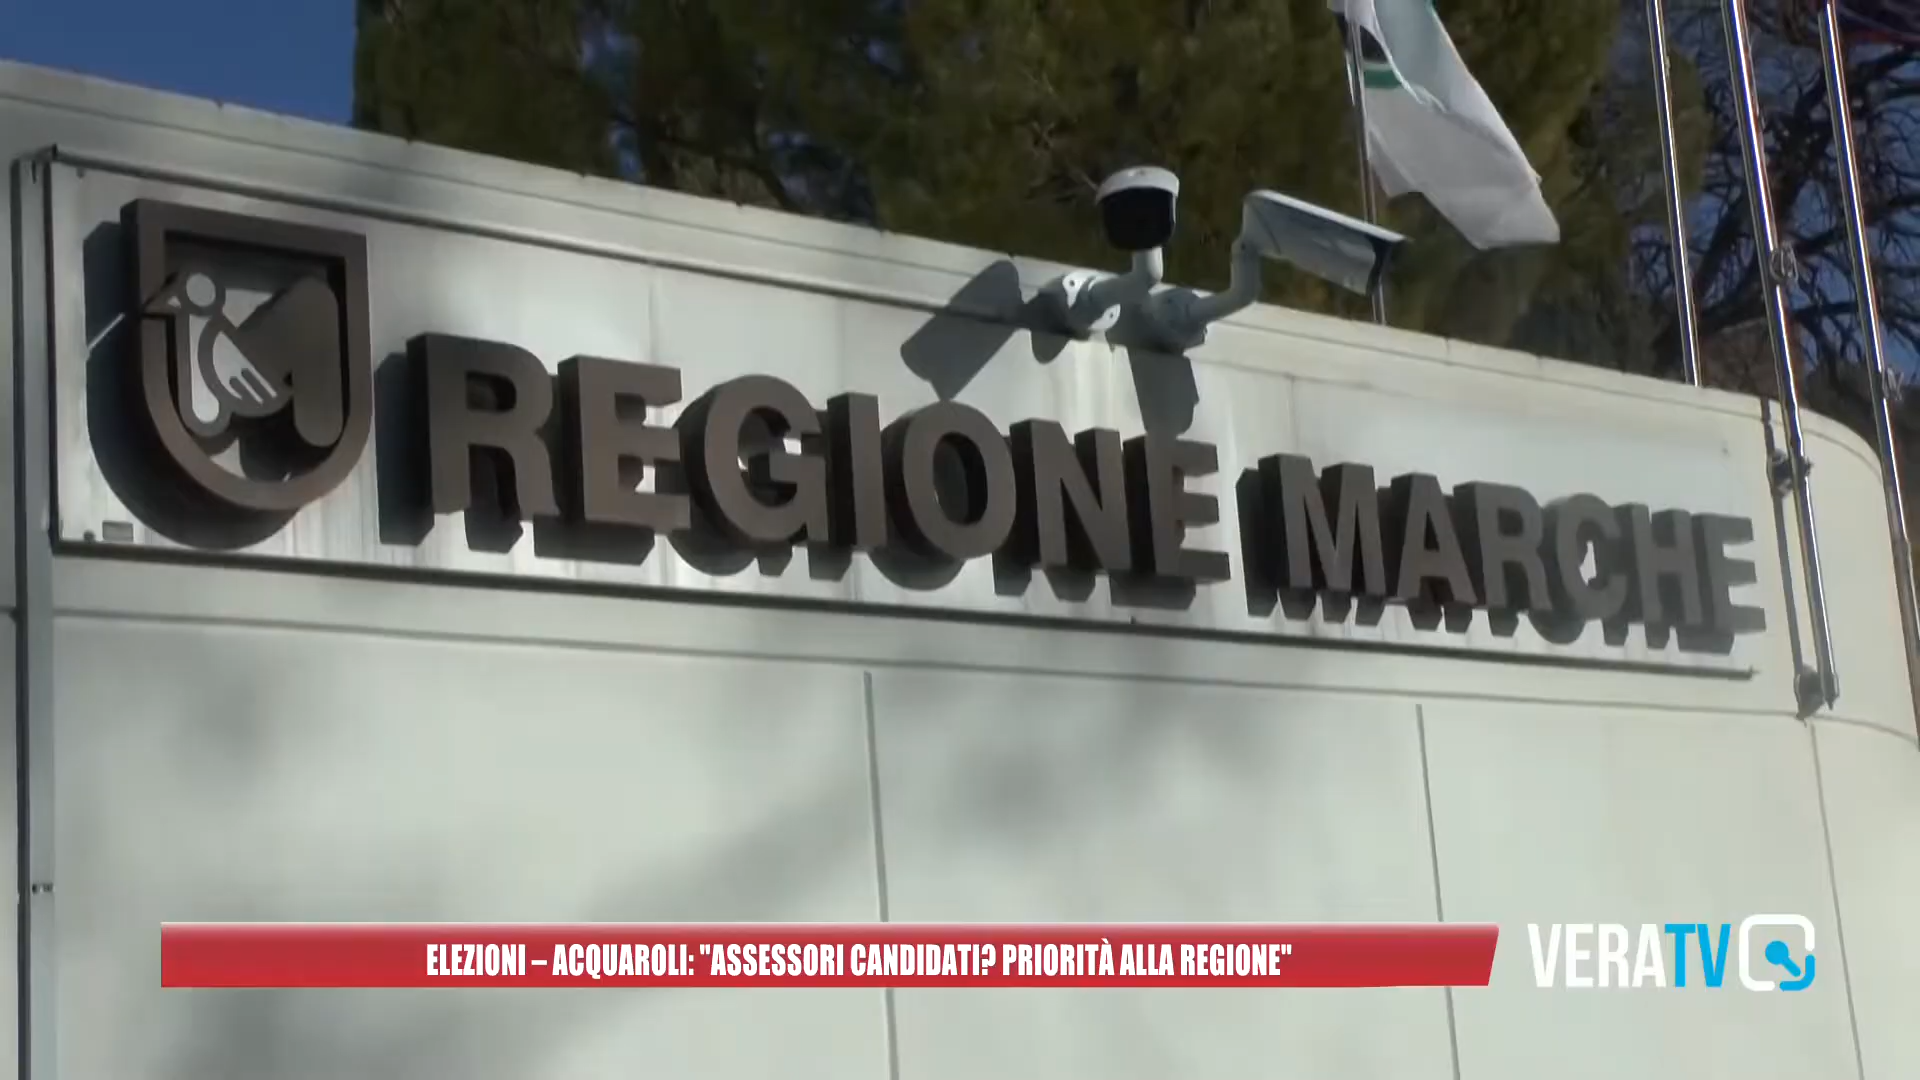 REGIONE MARCHE
ELEZIONI – ACQUAROLI: "ASSESSORI CANDIDATI? PRIORITÀ ALLA REGIONE"
VERATV